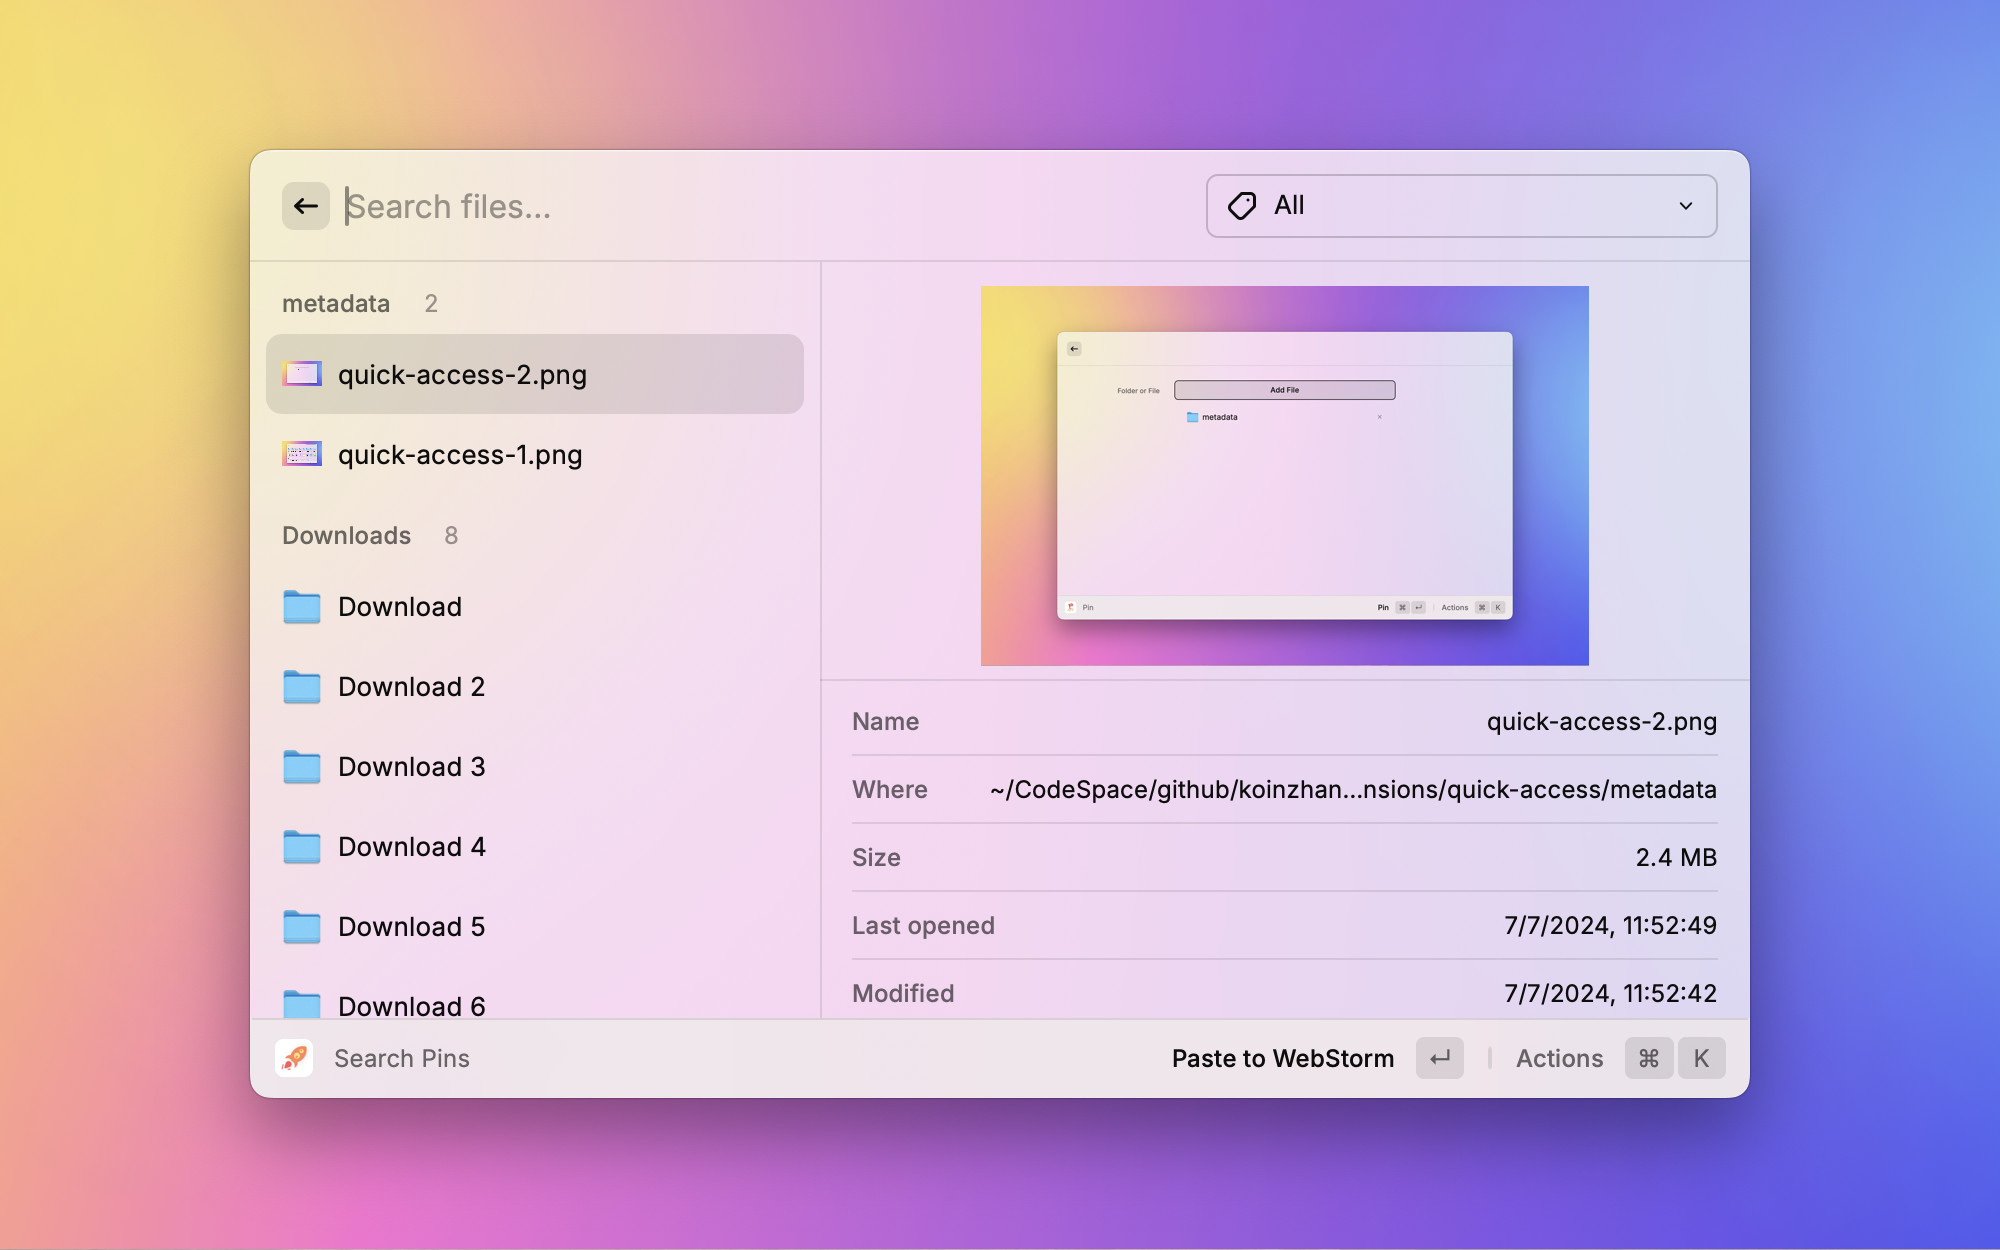 Search files...
All
metadata 2
quick-access-2.png
quick-access-1.png
Downloads 8
Download
Download 2
Download 3
Download 4
Download 5
Download 6
Folder or File
Add File
metadata
Pin
Pin ⌘ ↵ Actions ⌘ K
Name quick-access-2.png
Where ~/CodeSpace/github/koinzhan...nsions/quick-access/metadata
Size 2.4 MB
Last opened 7/7/2024, 11:52:49
Modified 7/7/2024, 11:52:42
Search Pins
Paste to WebStorm ↵ Actions ⌘ K